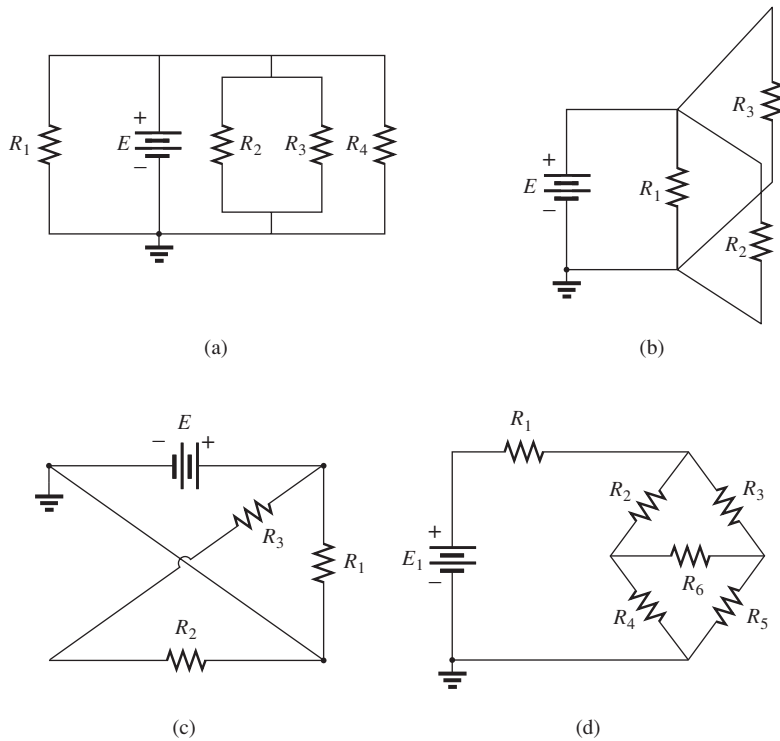 +
R1
E
R2
R3
R4
−
(a)
R3
+
E
R1
−
R2
(b)
E
− +
R3
R1
R2
(c)
R1
R2
R3
+
E1
−
R6
R4
R5
(d)